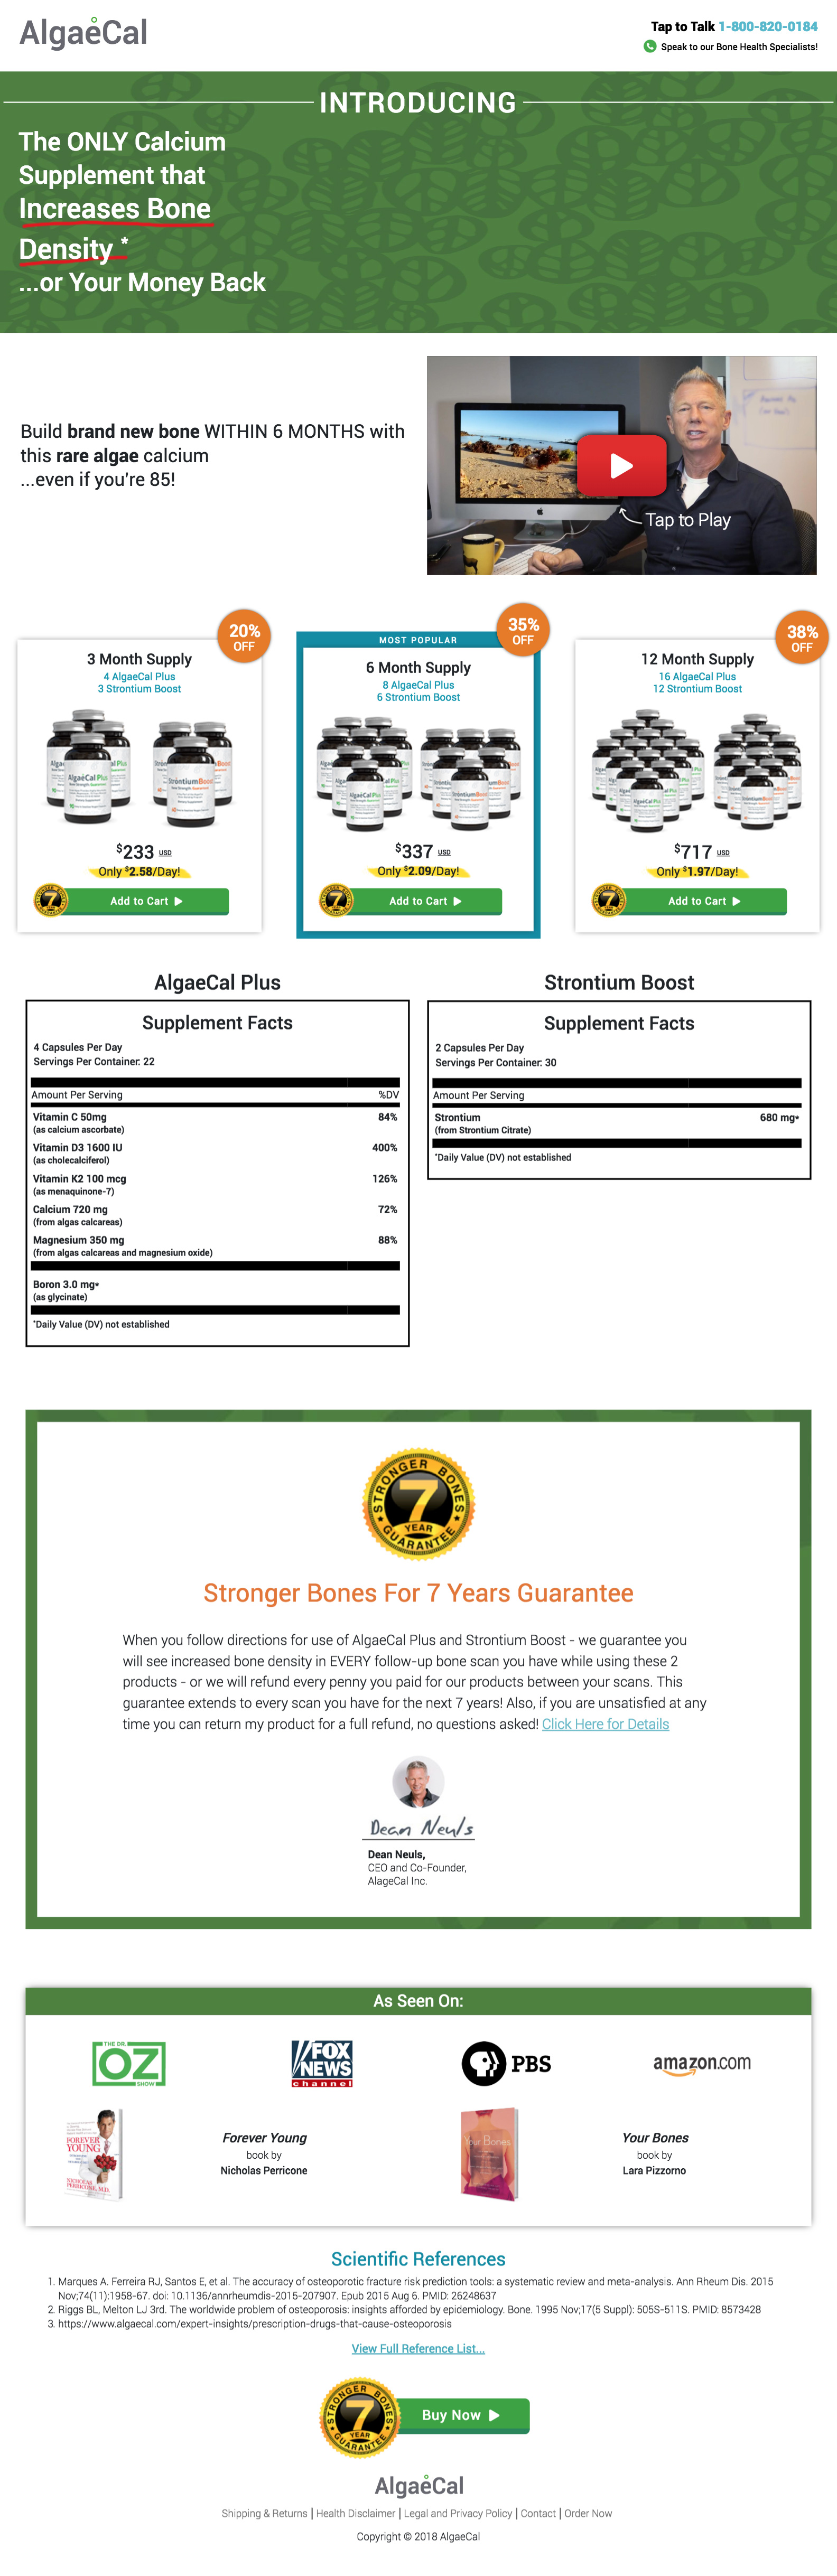 AlgaeCal
Tap to Talk 1-800-820-0184
Speak to our Bone Health Specialists!
INTRODUCING
The ONLY Calcium
Supplement that
Increases Bone
Density *
...or Your Money Back
Build brand new bone WITHIN 6 MONTHS with
this rare algae calcium
...even if you're 85!
Tap to Play
20%
OFF
3 Month Supply
4 AlgaeCal Plus
3 Strontium Boost
AlgaeCal Plus
Strontium Boost
$233 USD
Only $2.58/Day!
7
Add to Cart
35%
OFF
MOST POPULAR
6 Month Supply
8 AlgaeCal Plus
6 Strontium Boost
AlgaeCal Plus
Strontium Boost
$337 USD
Only $2.09/Day!
7
Add to Cart
38%
OFF
12 Month Supply
16 AlgaeCal Plus
12 Strontium Boost
$717 USD
Only $1.97/Day!
7
Add to Cart
AlgaeCal Plus
Supplement Facts
4 Capsules Per Day
Servings Per Container: 22
Amount Per Serving %DV
Vitamin C 50mg 84%
(as calcium ascorbate)
Vitamin D3 1600 IU 400%
(as cholecalciferol)
Vitamin K2 100 mcg 126%
(as menaquinone-7)
Calcium 720 mg 72%
(from algas calcareas)
Magnesium 350 mg 88%
(from algas calcareas and magnesium oxide)
Boron 3.0 mg*
(as glycinate)
*Daily Value (DV) not established
Strontium Boost
Supplement Facts
2 Capsules Per Day
Servings Per Container: 30
Amount Per Serving
Strontium 680 mg*
(from Strontium Citrate)
*Daily Value (DV) not established
STRONGER BONES
7
YEAR
GUARANTEE
Stronger Bones For 7 Years Guarantee
When you follow directions for use of AlgaeCal Plus and Strontium Boost - we guarantee you
will see increased bone density in EVERY follow-up bone scan you have while using these 2
products - or we will refund every penny you paid for our products between your scans. This
guarantee extends to every scan you have for the next 7 years! Also, if you are unsatisfied at any
time you can return my product for a full refund, no questions asked! Click Here for Details
Dean Neuls
Dean Neuls,
CEO and Co-Founder,
AlageCal Inc.
As Seen On:
THE DR.
OZ
SHOW
FOX
NEWS
channel
PBS
amazon.com
FOREVER
YOUNG
NICHOLAS
PERRICONE, M.D.
Forever Young
book by
Nicholas Perricone
Your Bones
Your Bones
book by
Lara Pizzorno
Scientific References
1. Marques A. Ferreira RJ, Santos E, et al. The accuracy of osteoporotic fracture risk prediction tools: a systematic review and meta-analysis. Ann Rheum Dis. 2015
Nov;74(11):1958-67. doi: 10.1136/annrheumdis-2015-207907. Epub 2015 Aug 6. PMID: 26248637
2. Riggs BL, Melton LJ 3rd. The worldwide problem of osteoporosis: insights afforded by epidemiology. Bone. 1995 Nov;17(5 Suppl): 505S-511S. PMID: 8573428
3. https://www.algaecal.com/expert-insights/prescription-drugs-that-cause-osteoporosis
View Full Reference List...
STRONGER BONES
7
YEAR
GUARANTEE
Buy Now
AlgaeCal
Shipping & Returns | Health Disclaimer | Legal and Privacy Policy | Contact | Order Now
Copyright © 2018 AlgaeCal